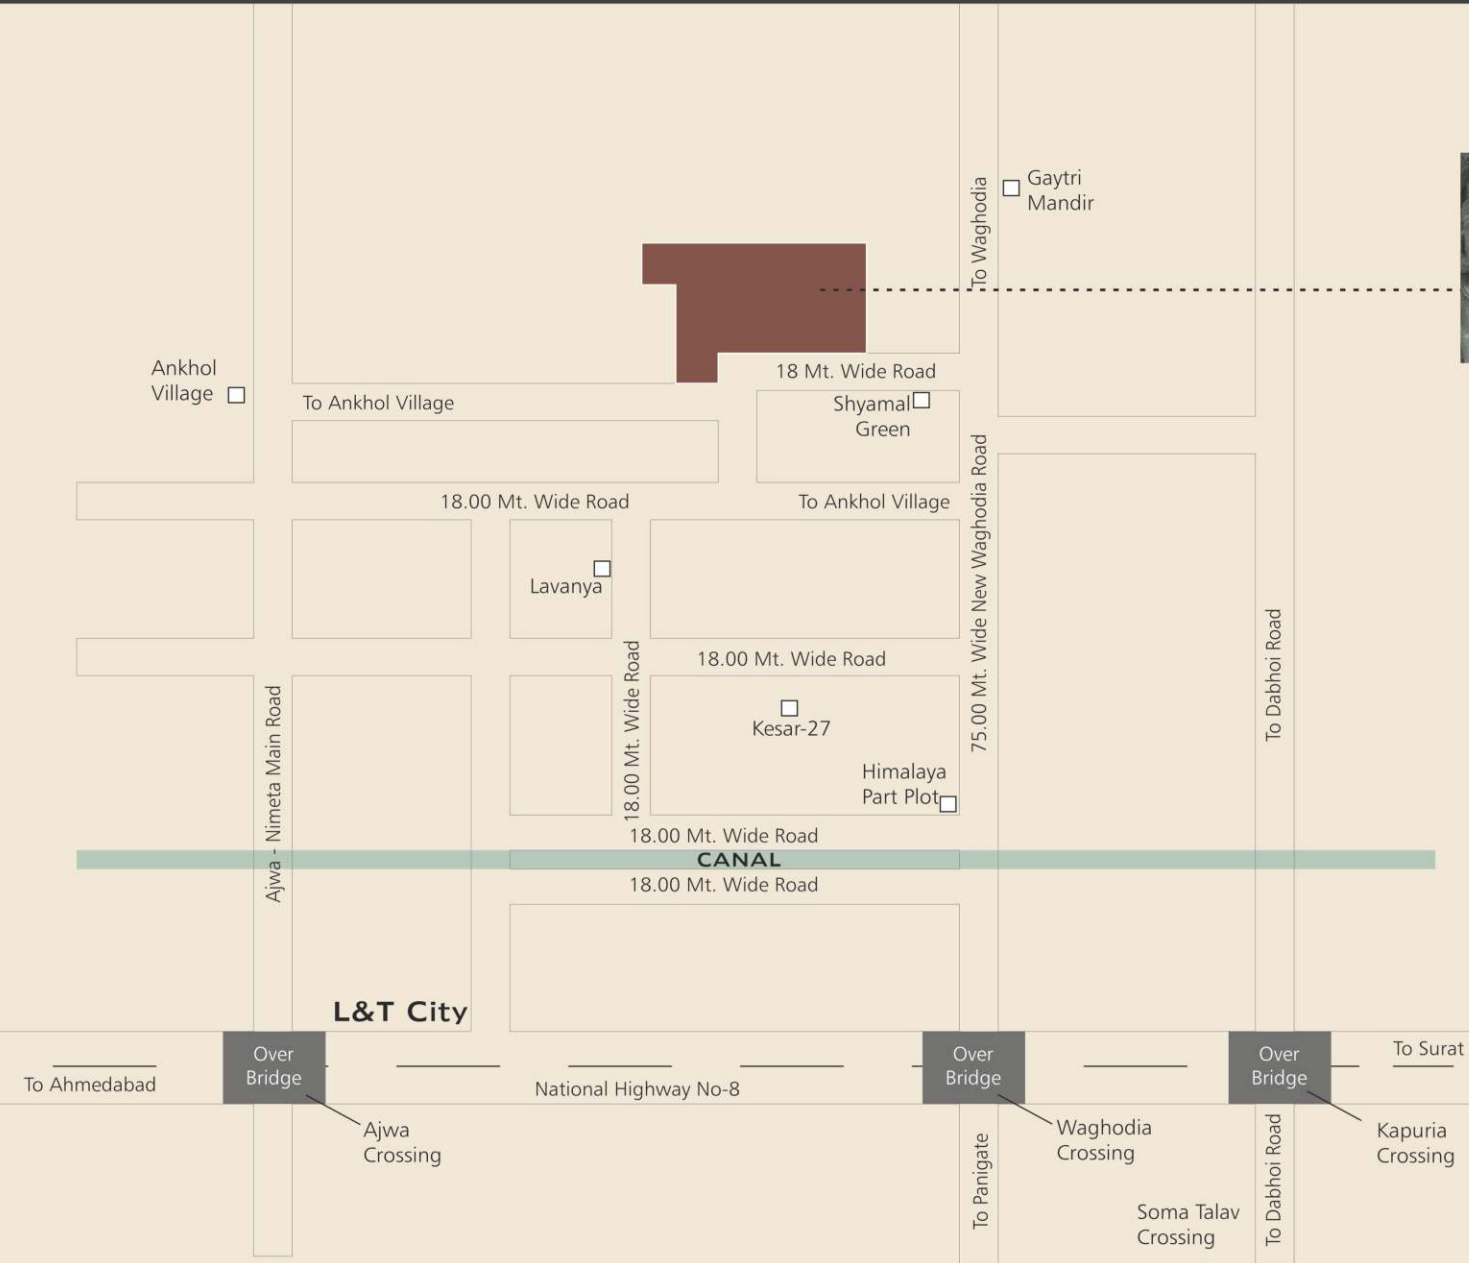 Gaytri
Mandir
To Waghodia
Ankhol
Village
18 Mt. Wide Road
To Ankhol Village
Shyamal
Green
18.00 Mt. Wide Road
To Ankhol Village
75.00 Mt. Wide New Waghodia Road
Lavanya
To Dabhoi Road
18.00 Mt. Wide Road
18.00 Mt. Wide Road
Ajwa - Nimeta Main Road
Kesar-27
Himalaya
Part Plot
18.00 Mt. Wide Road
CANAL
18.00 Mt. Wide Road
L&T City
Over
Bridge
Over
Bridge
Over
Bridge
To Surat
To Ahmedabad
National Highway No-8
Ajwa
Crossing
Waghodia
Crossing
Kapuria
Crossing
To Panigate
To Dabhoi Road
Soma Talav
Crossing